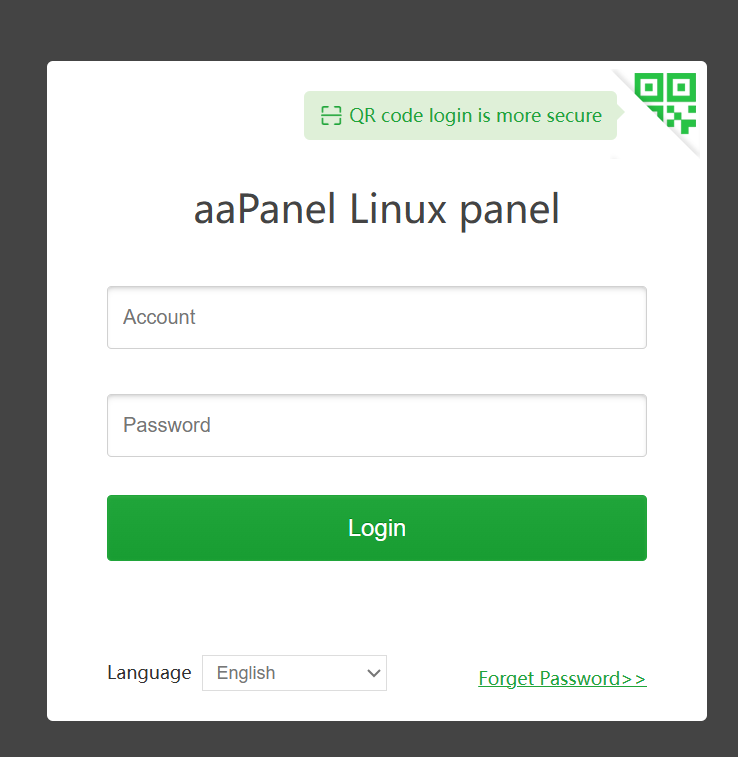 QR code login is more secure
aaPanel Linux panel
Account
Password
Login
Language English
Forget Password>>